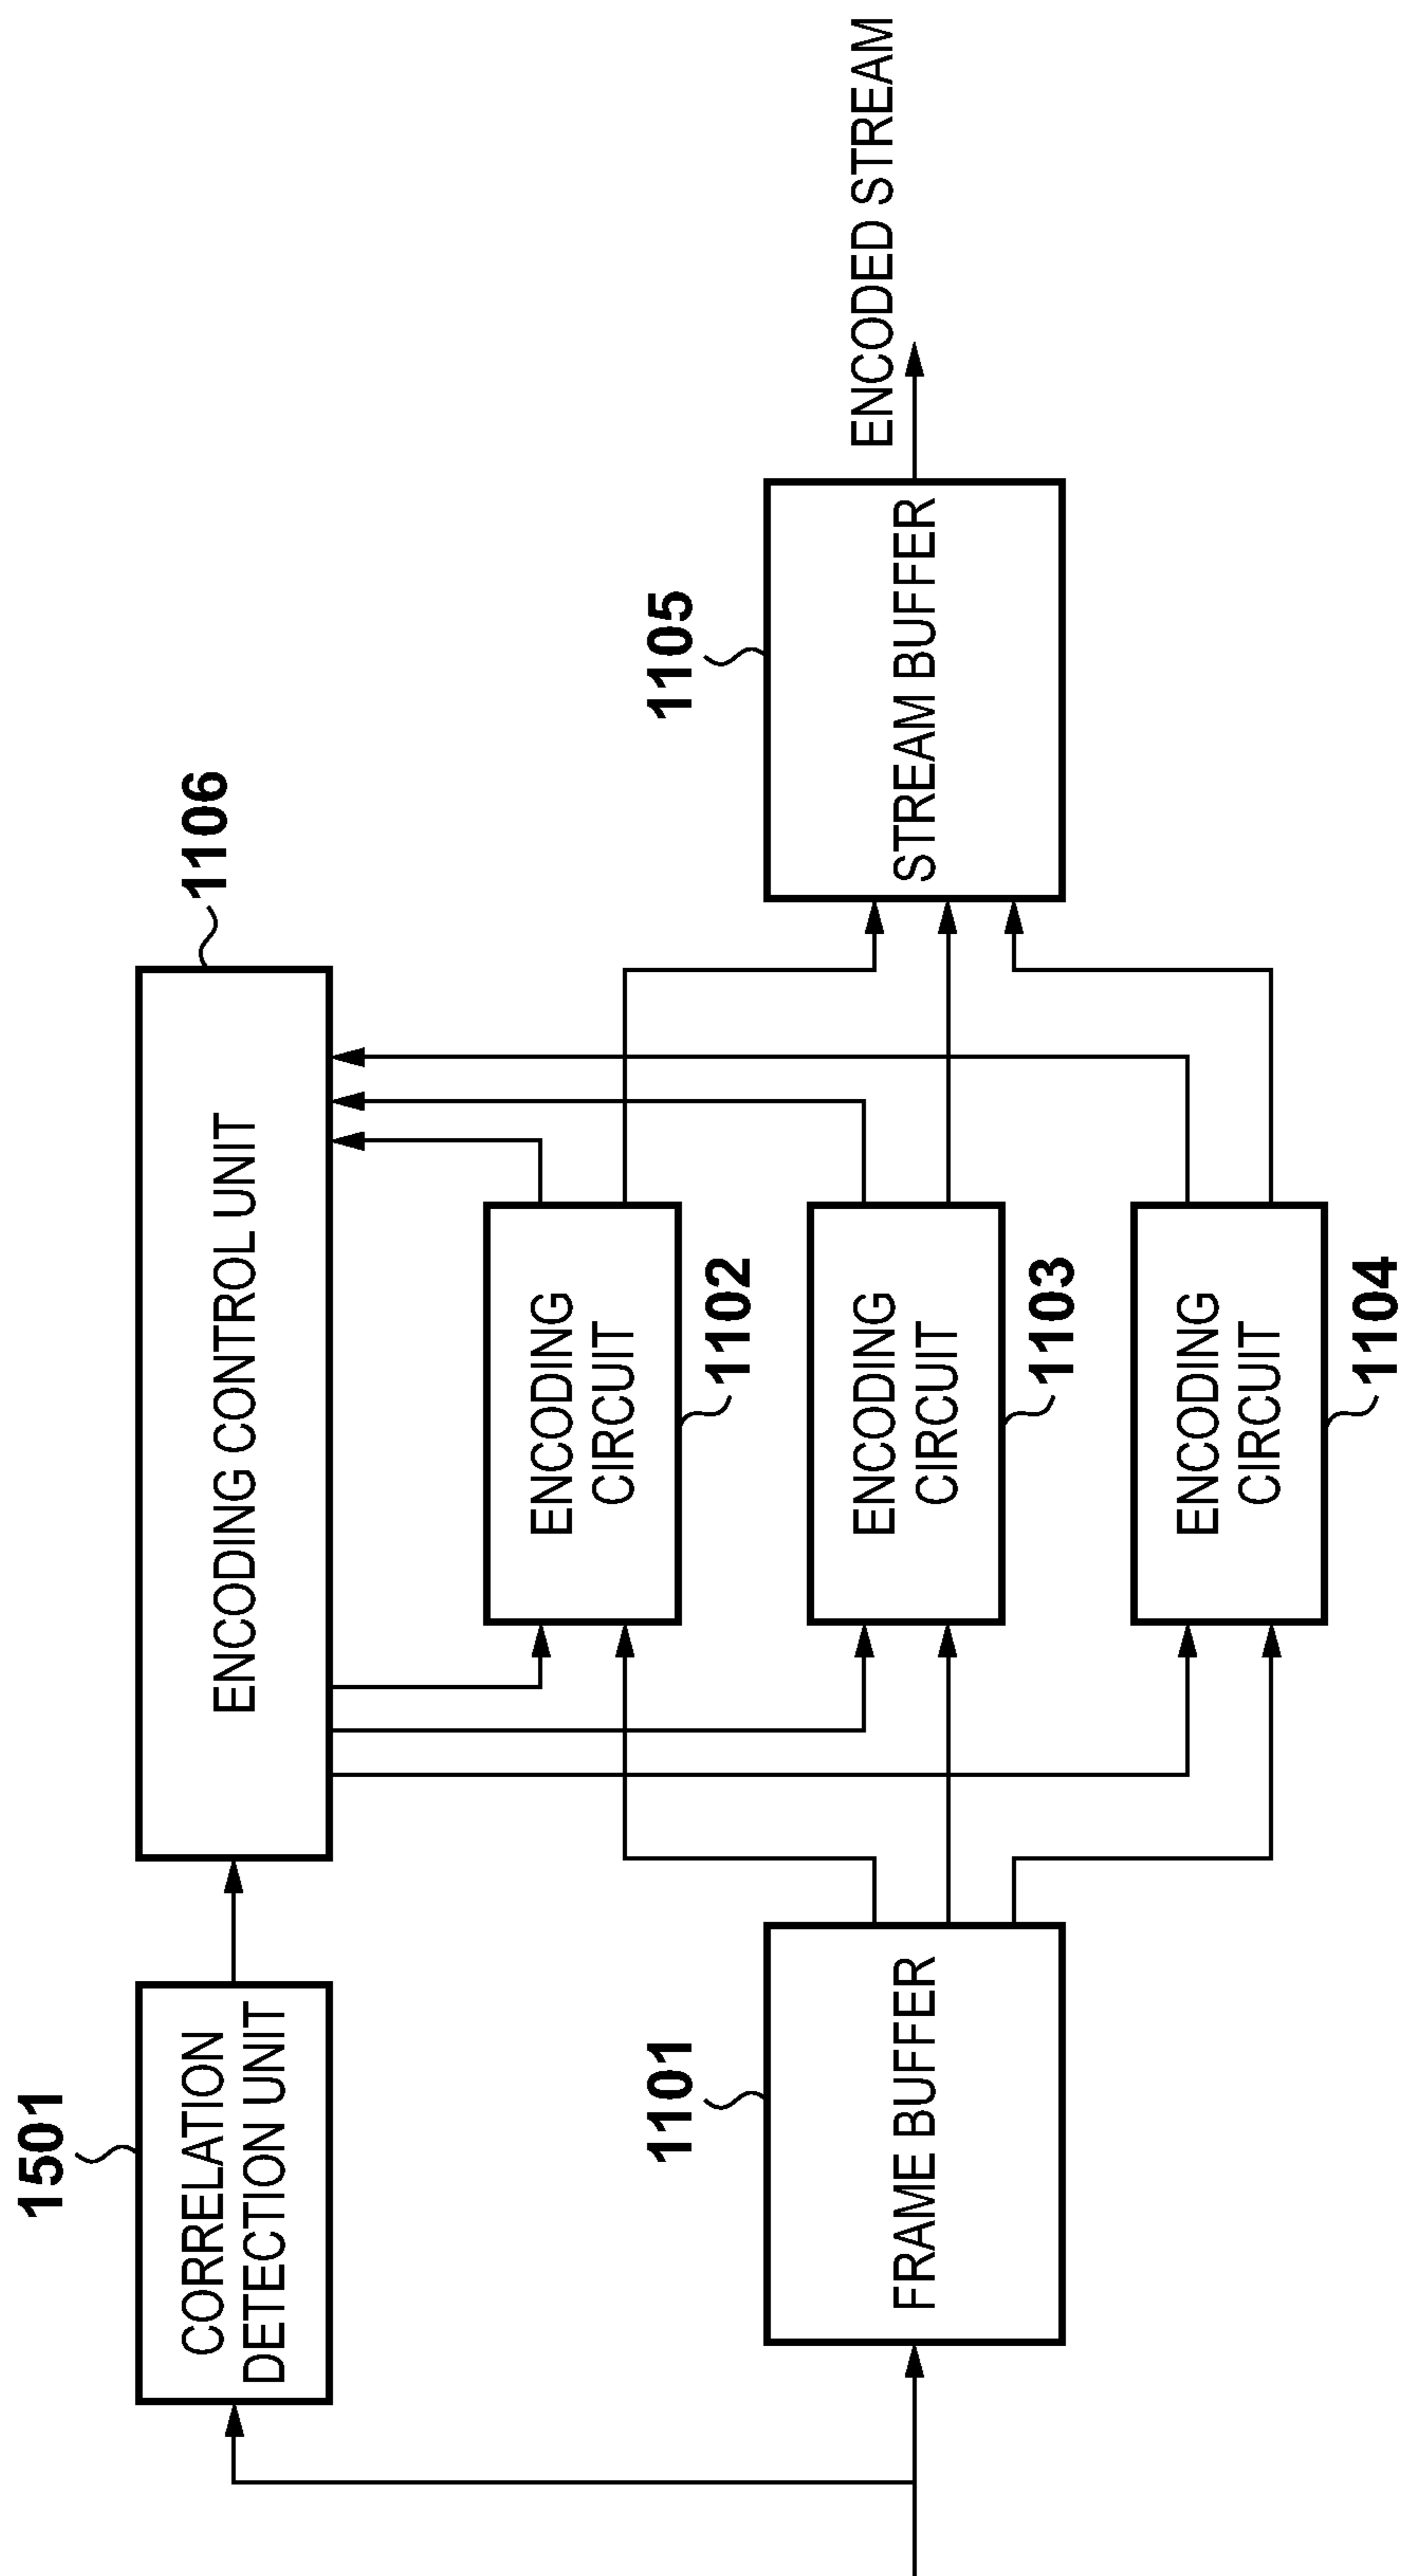 1501
CORRELATION
DETECTION UNIT
1106
ENCODING CONTROL UNIT
1102
ENCODING
CIRCUIT
1101
FRAME BUFFER
1103
ENCODING
CIRCUIT
1105
STREAM BUFFER
ENCODED STREAM
1104
ENCODING
CIRCUIT